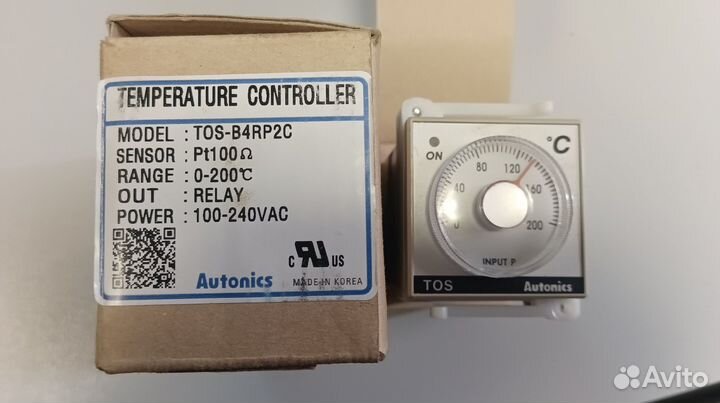 TEMPERATURE CONTROLLER
MODEL : TOS-B4RP2C
SENSOR : Pt100Ω
RANGE : 0-200℃
OUT : RELAY
POWER : 100-240VAC
c RU US
Autonics
MADE IN KOREA
ON
°C
0 40 80 120 160 200
INPUT P
TOS
Autonics
Avito